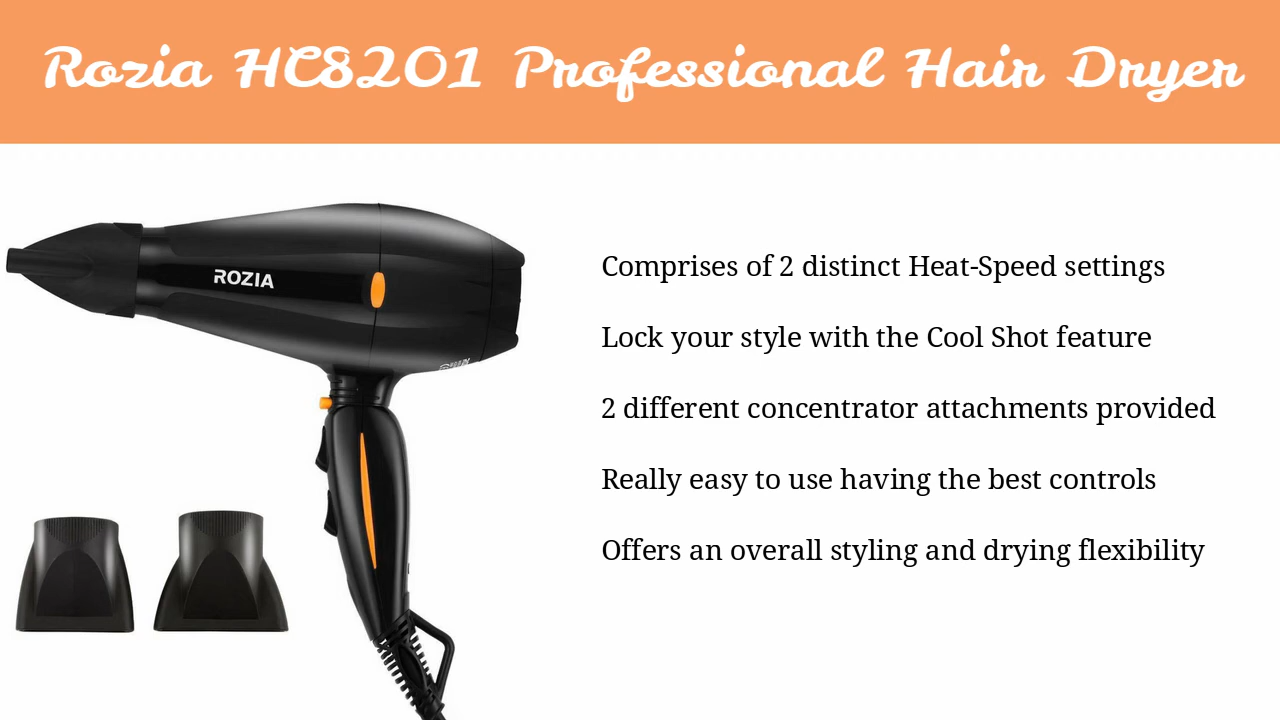 Rozia HC8201 Professional Hair Dryer
ROZIA
Comprises of 2 distinct Heat-Speed settings
Lock your style with the Cool Shot feature
2 different concentrator attachments provided
Really easy to use having the best controls
Offers an overall styling and drying flexibility